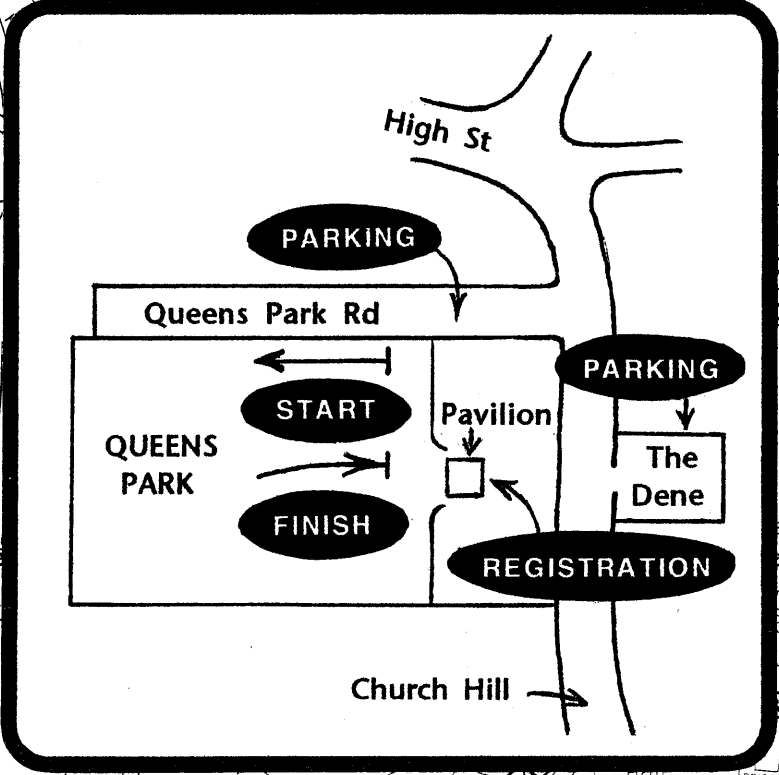 High St
PARKING
Queens Park Rd
PARKING
START
Pavilion
QUEENS
PARK
The
Dene
FINISH
REGISTRATION
Church Hill